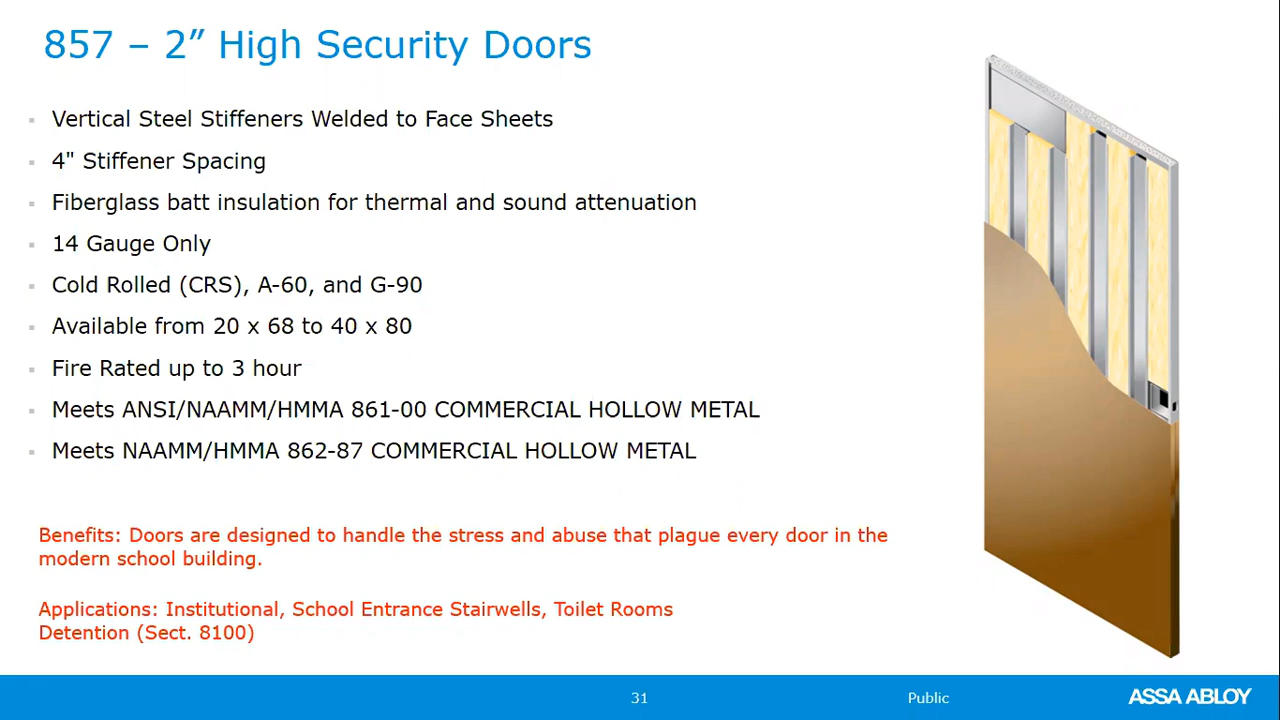 857 – 2” High Security Doors
Vertical Steel Stiffeners Welded to Face Sheets
4" Stiffener Spacing
Fiberglass batt insulation for thermal and sound attenuation
14 Gauge Only
Cold Rolled (CRS), A-60, and G-90
Available from 20 x 68 to 40 x 80
Fire Rated up to 3 hour
Meets ANSI/NAAMM/HMMA 861-00 COMMERCIAL HOLLOW METAL
Meets NAAMM/HMMA 862-87 COMMERCIAL HOLLOW METAL
Benefits: Doors are designed to handle the stress and abuse that plague every door in the
modern school building.
Applications: Institutional, School Entrance Stairwells, Toilet Rooms
Detention (Sect. 8100)
31
Public
ASSA ABLOY